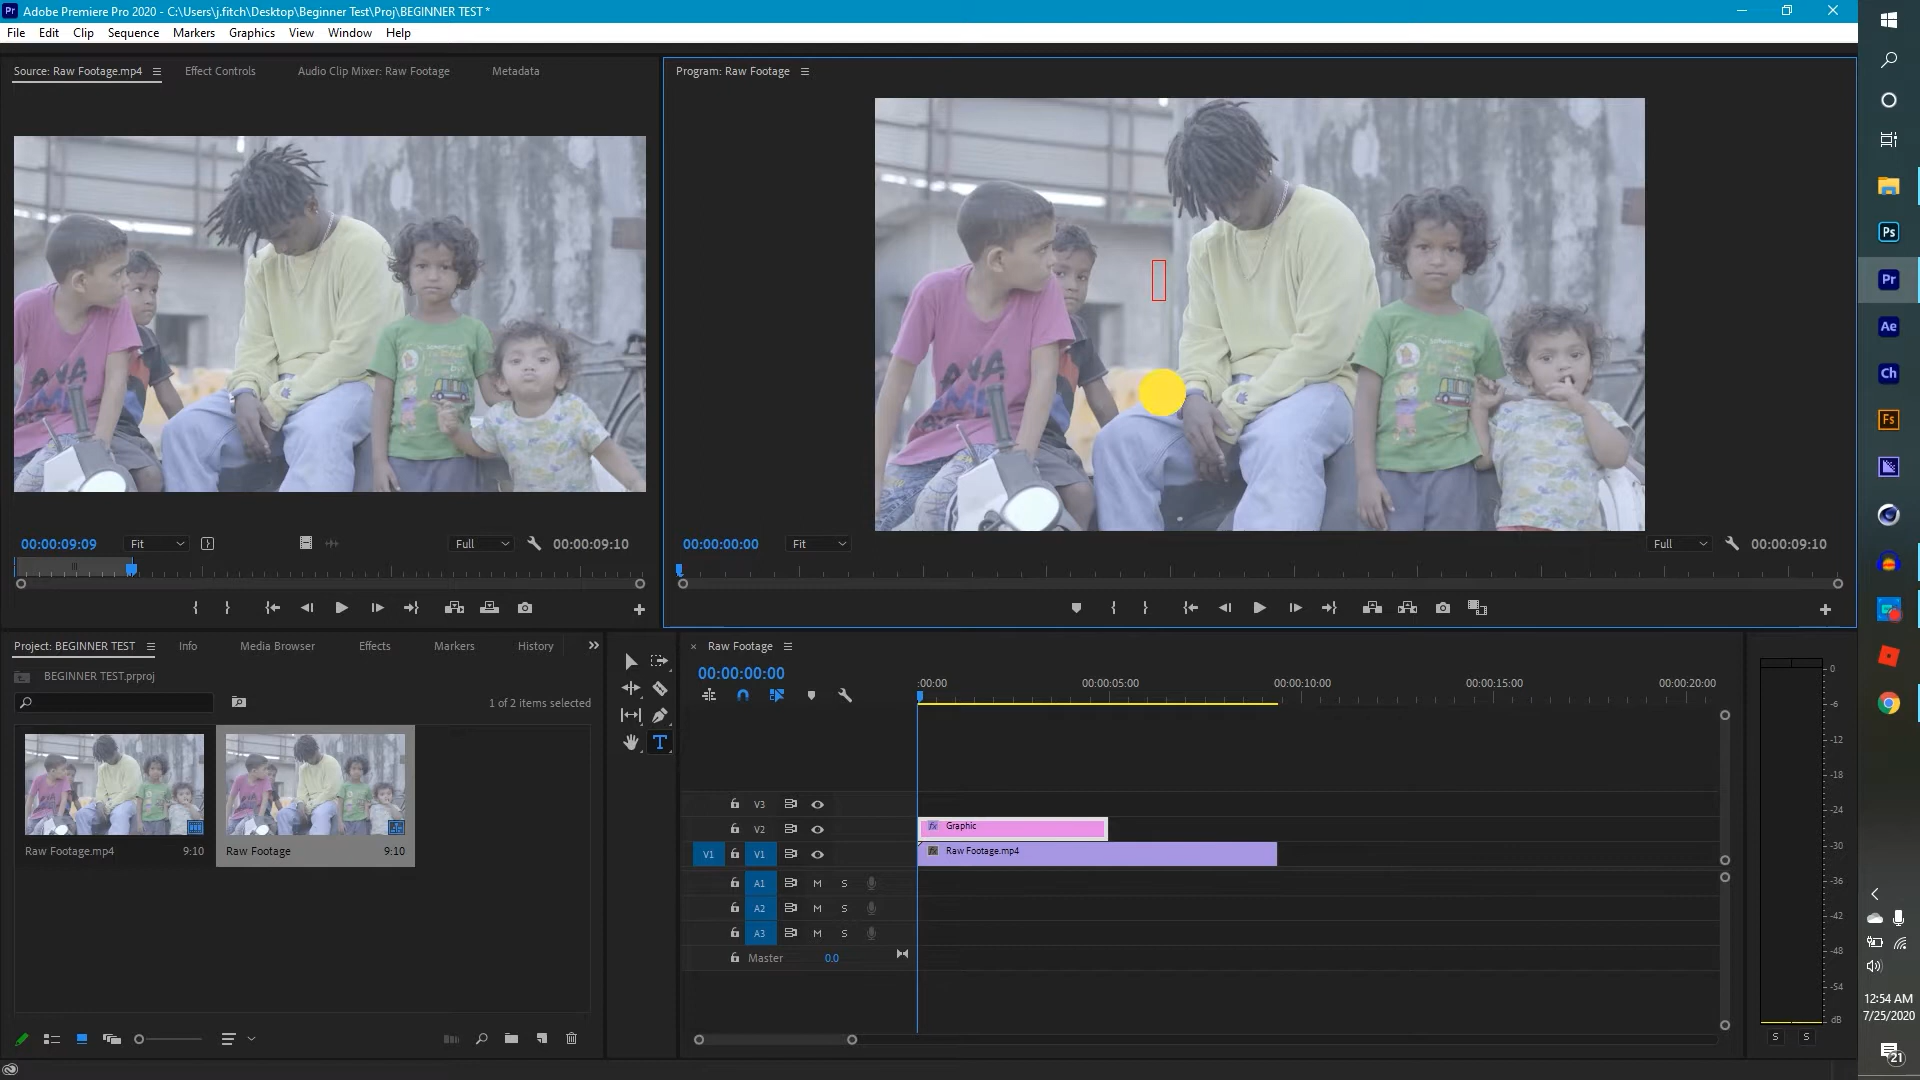 Pr Adobe Premiere Pro 2020 - C:\Users\j.fitch\Desktop\Beginner Test\Proj\BEGINNER TEST *
File Edit Clip Sequence Markers Graphics View Window Help
Source: Raw Footage.mp4 Effect Controls Audio Clip Mixer: Raw Footage Metadata
Program: Raw Footage
00:00:09:09 Fit Full 00:00:09:10
00:00:00:00 Fit Full 00:00:09:10
Project: BEGINNER TEST Info Media Browser Effects Markers History
BEGINNER TEST.prproj
1 of 2 items selected
Raw Footage.mp4 9:10
Raw Footage 9:10
T
× Raw Footage
00:00:00:00
:00:00 00:00:05:00 00:00:10:00 00:00:15:00 00:00:20:00
V3
V2 fx Graphic
V1 V1 fx Raw Footage.mp4
A1 M S
A2 M S
A3 M S
Master 0.0
0
-6
-12
-18
-24
-30
-36
-42
-48
-54
dB
S S
Ps
Pr
Ae
Ch
Fs
12:54 AM
7/25/2020
21